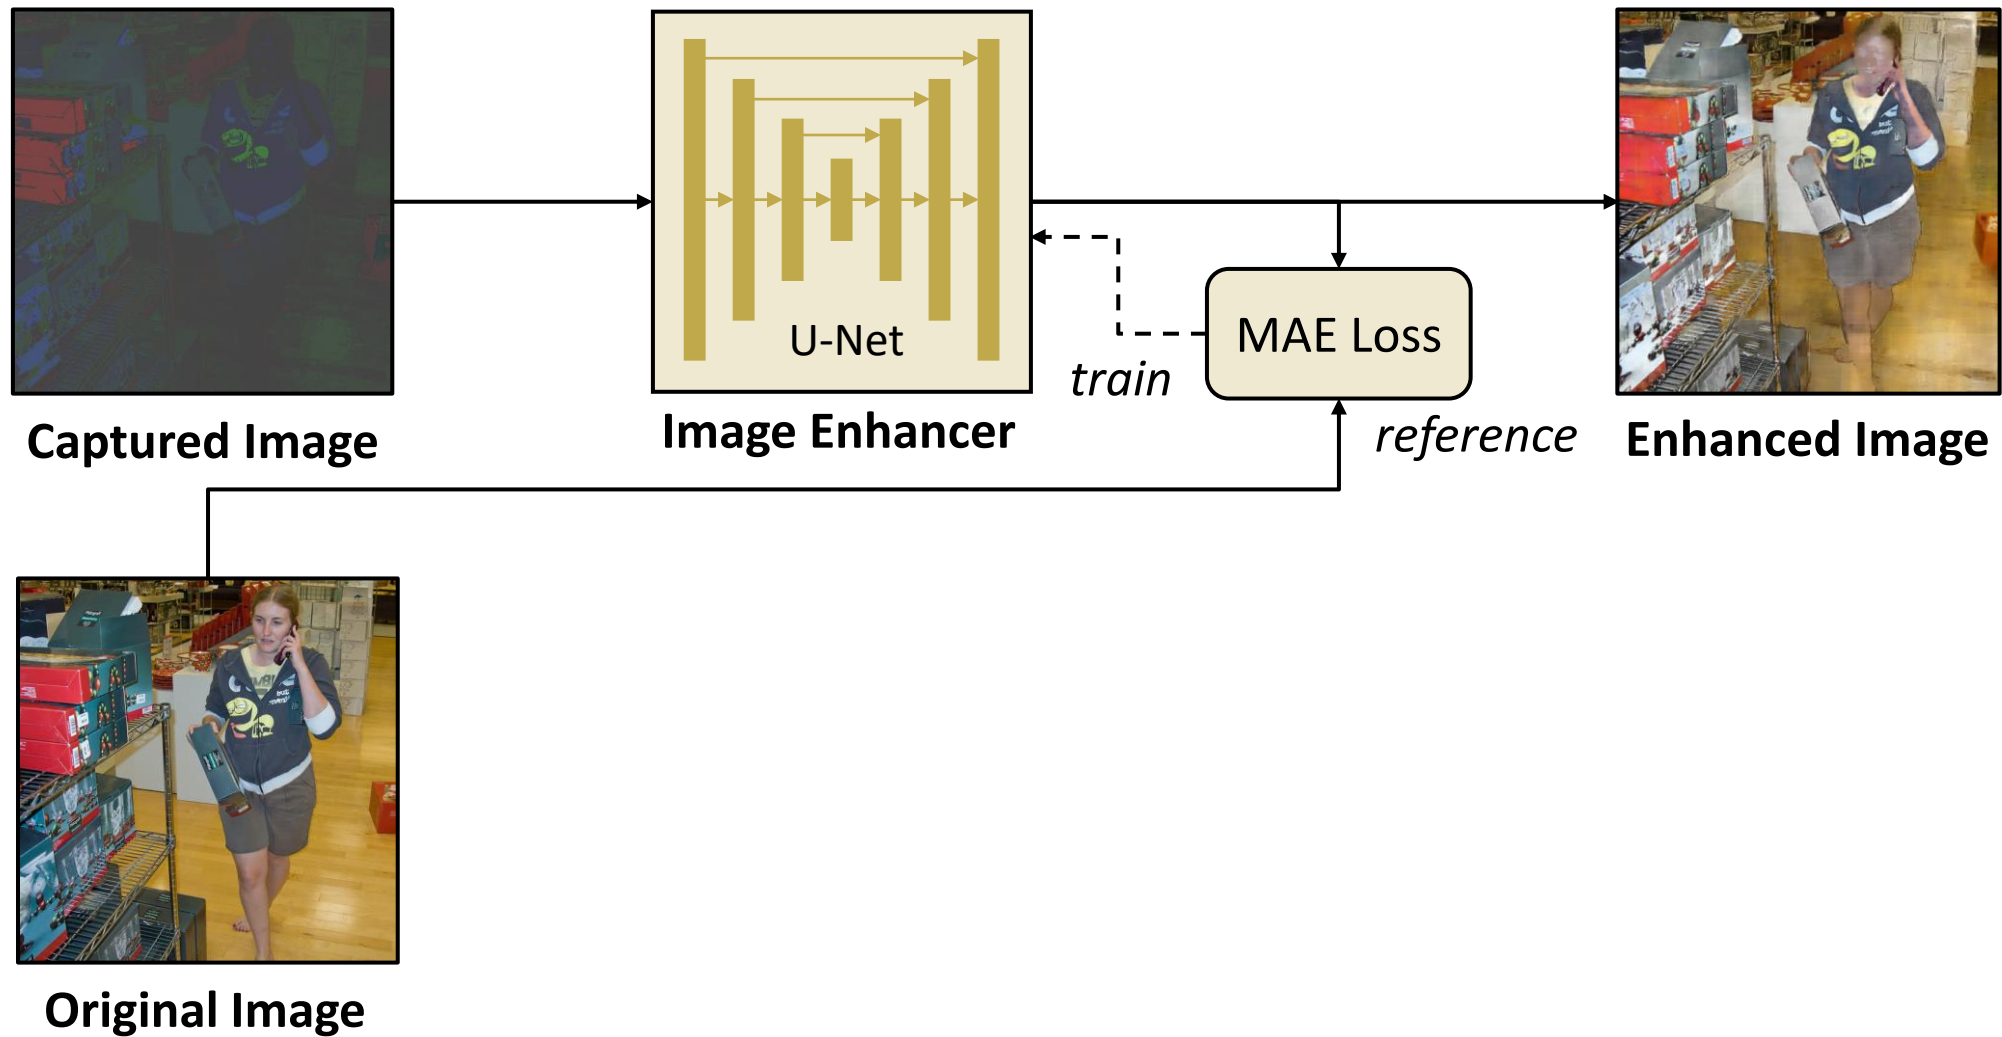 U-Net
MAE Loss
train
Captured Image
Image Enhancer
reference
Enhanced Image
Original Image